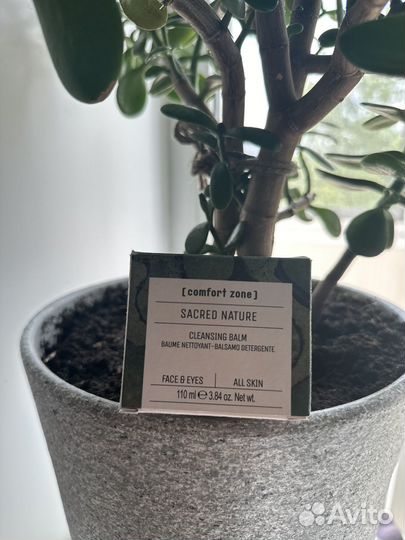 [comfort zone]
SACRED NATURE
CLEANSING BALM
BAUME NETTOYANT-BALSAMO DETERGENTE
FACE & EYES
ALL SKIN
110 ml ℮ 3.84 oz. Net wt.
Avito